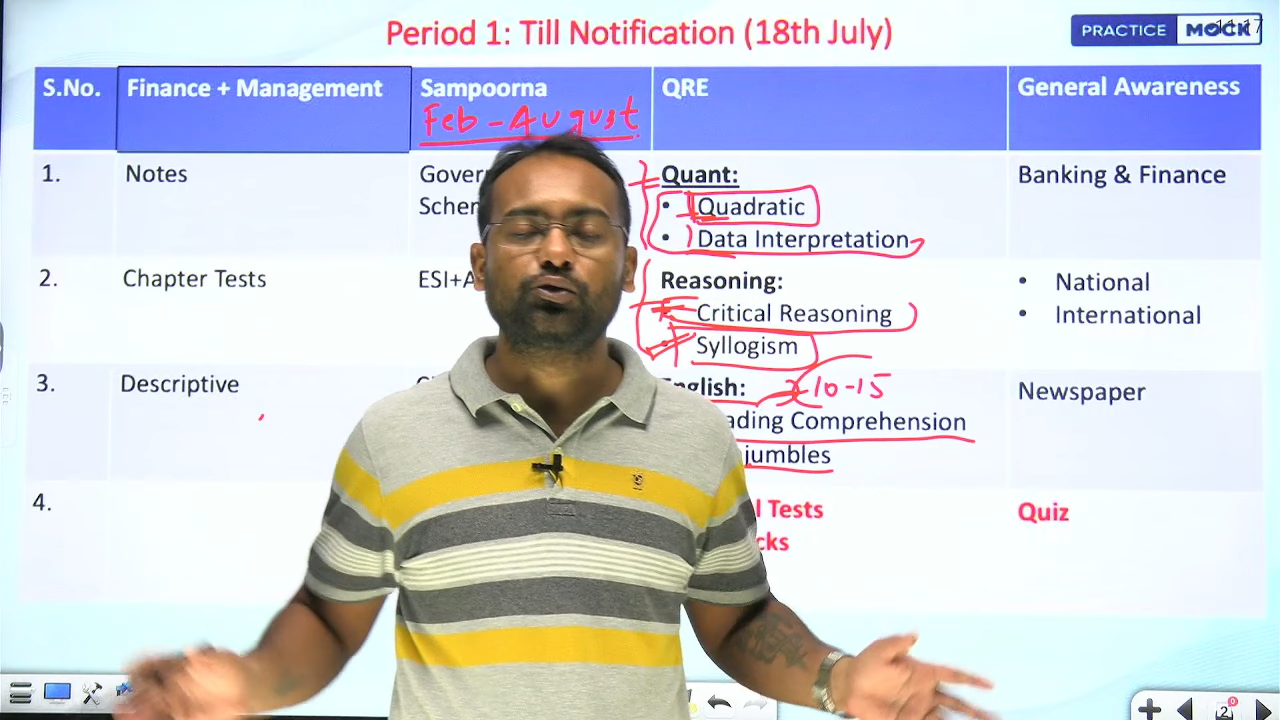 Period 1: Till Notification (18th July)
PRACTICE MOCK
S.No. Finance + Management Sampoorna QRE General Awareness
Feb - August
1. Notes Quant: Banking & Finance
• Quadratic
• Data Interpretation
2. Chapter Tests ESI+A Reasoning: • National
Critical Reasoning • International
Syllogism
3. Descriptive 10-15 Newspaper
Comprehension
jumbles
4. Tests Quiz
2